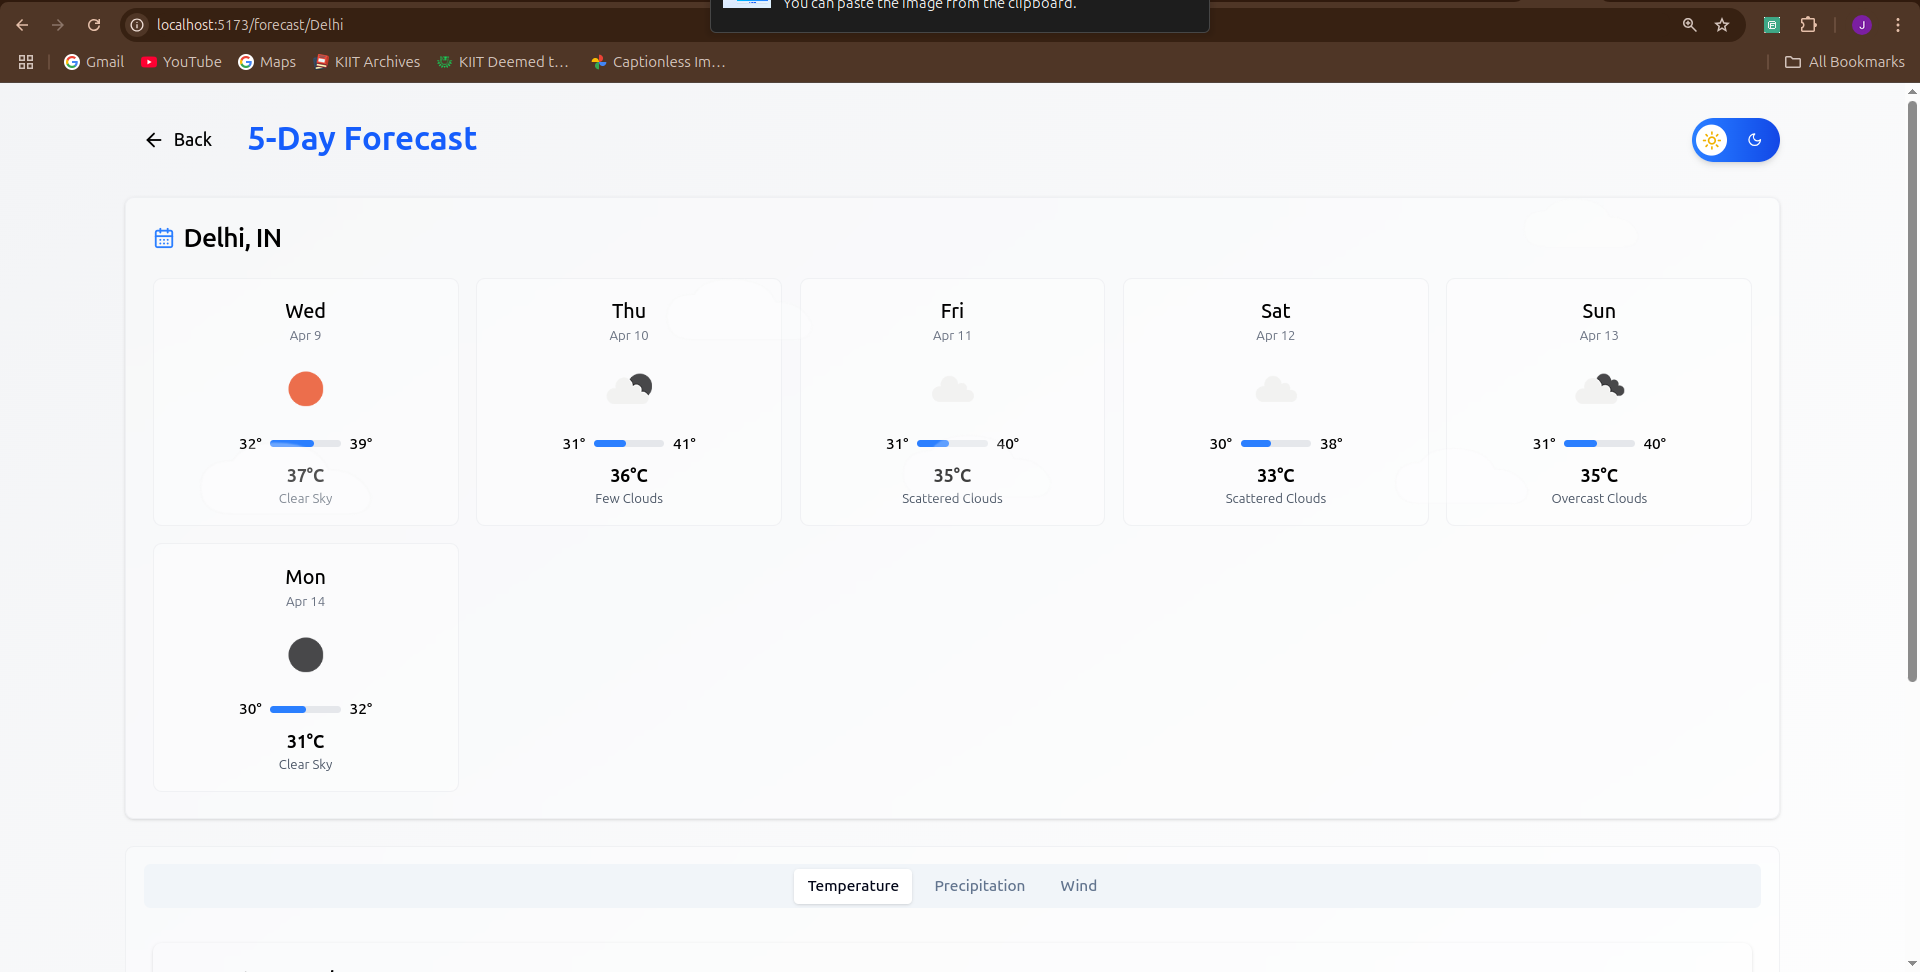 You can paste the image from the clipboard.
localhost:5173/forecast/Delhi
J
Gmail YouTube Maps KIIT Archives KIIT Deemed t... Captionless Im... All Bookmarks
Back 5-Day Forecast
Delhi, IN
Wed
Apr 9
32° 39°
37°C
Clear Sky
Thu
Apr 10
31° 41°
36°C
Few Clouds
Fri
Apr 11
31° 40°
35°C
Scattered Clouds
Sat
Apr 12
30° 38°
33°C
Scattered Clouds
Sun
Apr 13
31° 40°
35°C
Overcast Clouds
Mon
Apr 14
30° 32°
31°C
Clear Sky
Temperature Precipitation Wind